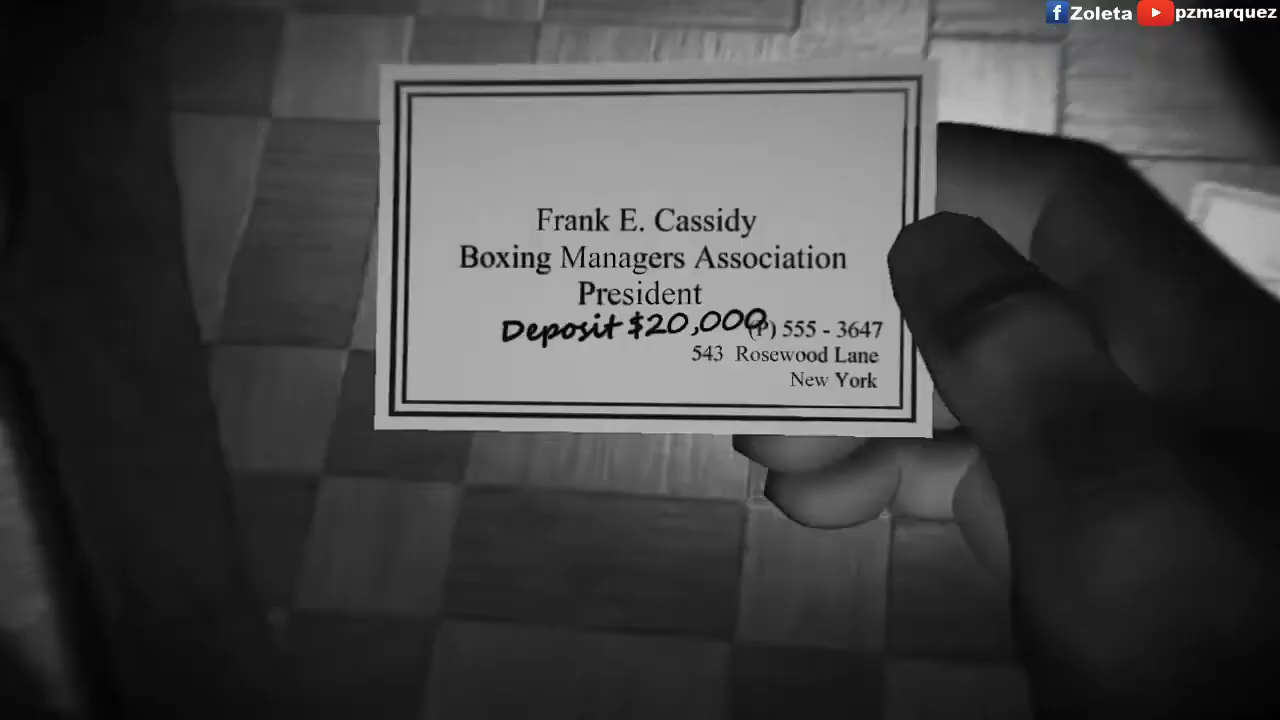 Zoleta pzmarquez
Frank E. Cassidy
Boxing Managers Association
President
Deposit $20,000
(P) 555 - 3647
543 Rosewood Lane
New York